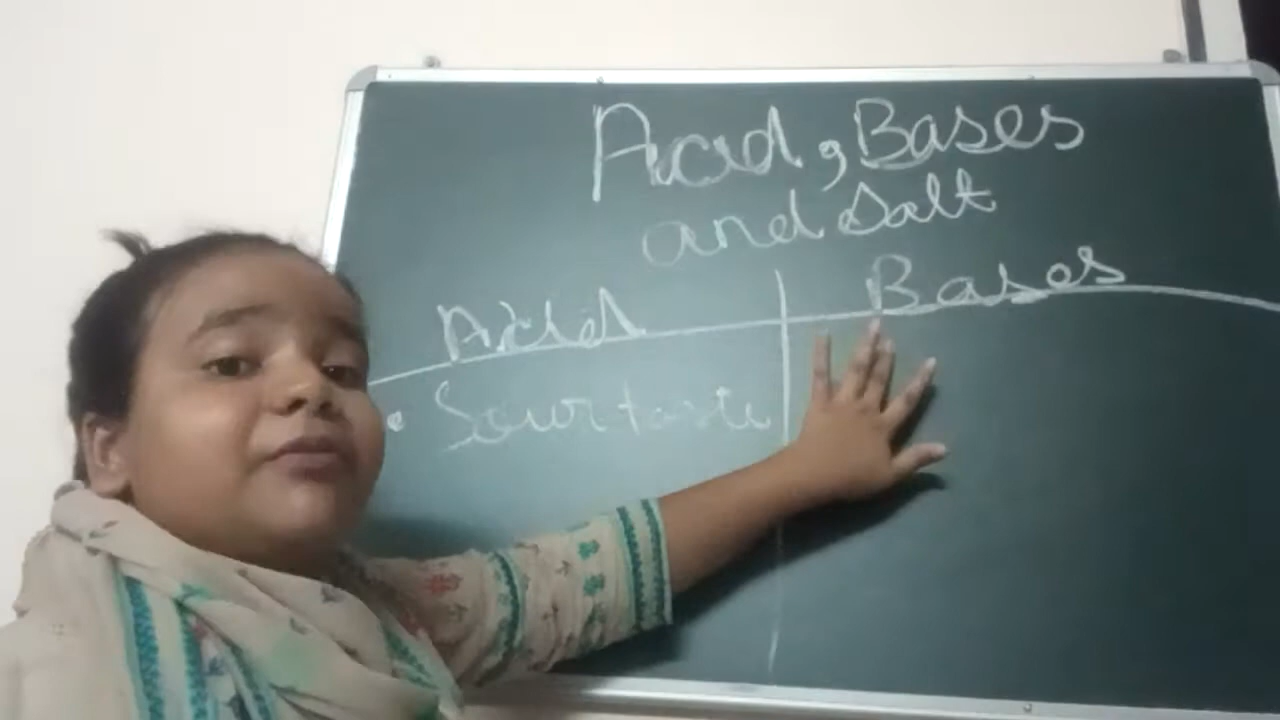 Acid, Bases
and Salt
Acid
Bases
• Sour taste